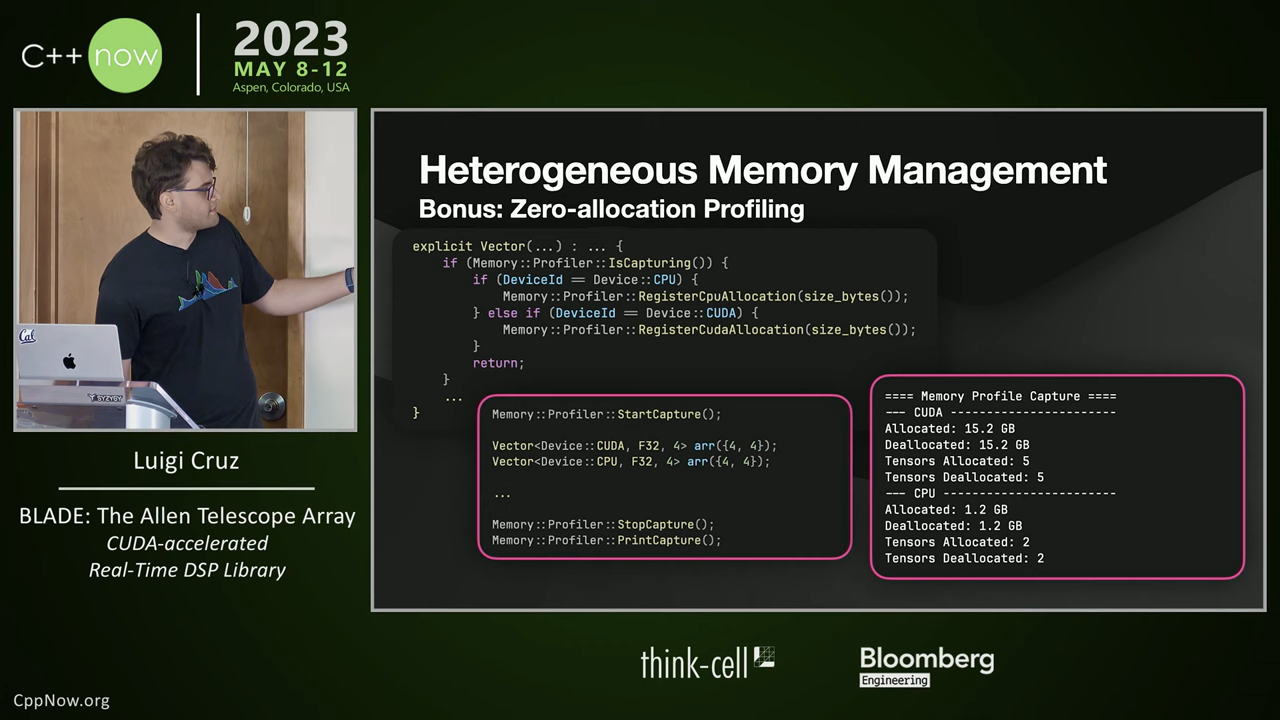 C++ now
2023
MAY 8-12
Aspen, Colorado, USA
Cal
SYZYGY
Luigi Cruz
BLADE: The Allen Telescope Array
CUDA-accelerated
Real-Time DSP Library
Heterogeneous Memory Management
Bonus: Zero-allocation Profiling
explicit Vector(...) : ... {
if (Memory::Profiler::IsCapturing()) {
if (DeviceId == Device::CPU) {
Memory::Profiler::RegisterCpuAllocation(size_bytes());
} else if (DeviceId == Device::CUDA) {
Memory::Profiler::RegisterCudaAllocation(size_bytes());
}
return;
}
...
}
Memory::Profiler::StartCapture();
Vector<Device::CUDA, F32, 4> arr({4, 4});
Vector<Device::CPU, F32, 4> arr({4, 4});
...
Memory::Profiler::StopCapture();
Memory::Profiler::PrintCapture();
==== Memory Profile Capture ====
--- CUDA -----------------------
Allocated: 15.2 GB
Deallocated: 15.2 GB
Tensors Allocated: 5
Tensors Deallocated: 5
--- CPU ------------------------
Allocated: 1.2 GB
Deallocated: 1.2 GB
Tensors Allocated: 2
Tensors Deallocated: 2
think-cell
Bloomberg
Engineering
CppNow.org